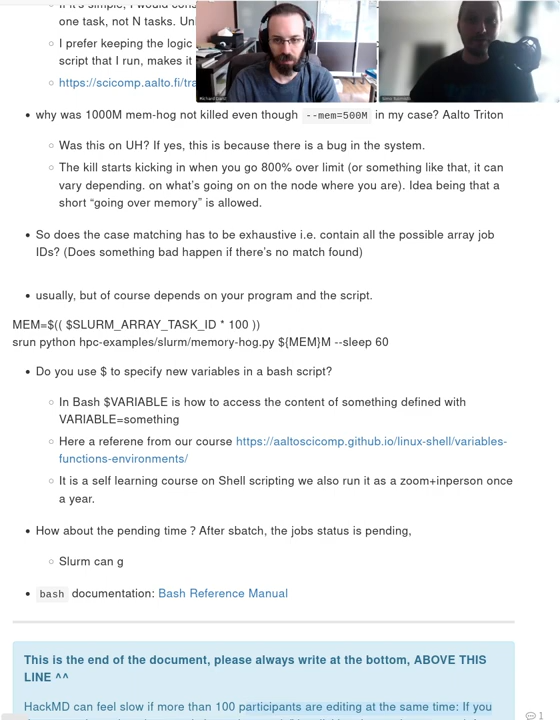 If it's simple, I would cons
one task, not N tasks. Un
I prefer keeping the logic
script that I run, makes it
https://scicomp.aalto.fi/tra
why was 1000M mem-hog not killed even though --mem=500M in my case? Aalto Triton
Was this on UH? If yes, this is because there is a bug in the system.
The kill starts kicking in when you go 800% over limit (or something like that, it can
vary depending. on what's going on on the node where you are). Idea being that a
short “going over memory” is allowed.
So does the case matching has to be exhaustive i.e. contain all the possible array job
IDs? (Does something bad happen if there's no match found)
usually, but of course depends on your program and the script.
MEM=$(( $SLURM_ARRAY_TASK_ID * 100 ))
srun python hpc-examples/slurm/memory-hog.py ${MEM}M --sleep 60
Do you use $ to specify new variables in a bash script?
In Bash $VARIABLE is how to access the content of something defined with
VARIABLE=something
Here a referene from our course https://aaltoscicomp.github.io/linux-shell/variables-
functions-environments/
It is a self learning course on Shell scripting we also run it as a zoom+inperson once
a year.
How about the pending time？After sbatch, the jobs status is pending,
Slurm can g
bash documentation: Bash Reference Manual
This is the end of the document, please always write at the bottom, ABOVE THIS
LINE ^^
HackMD can feel slow if more than 100 participants are editing at the same time: If you
1